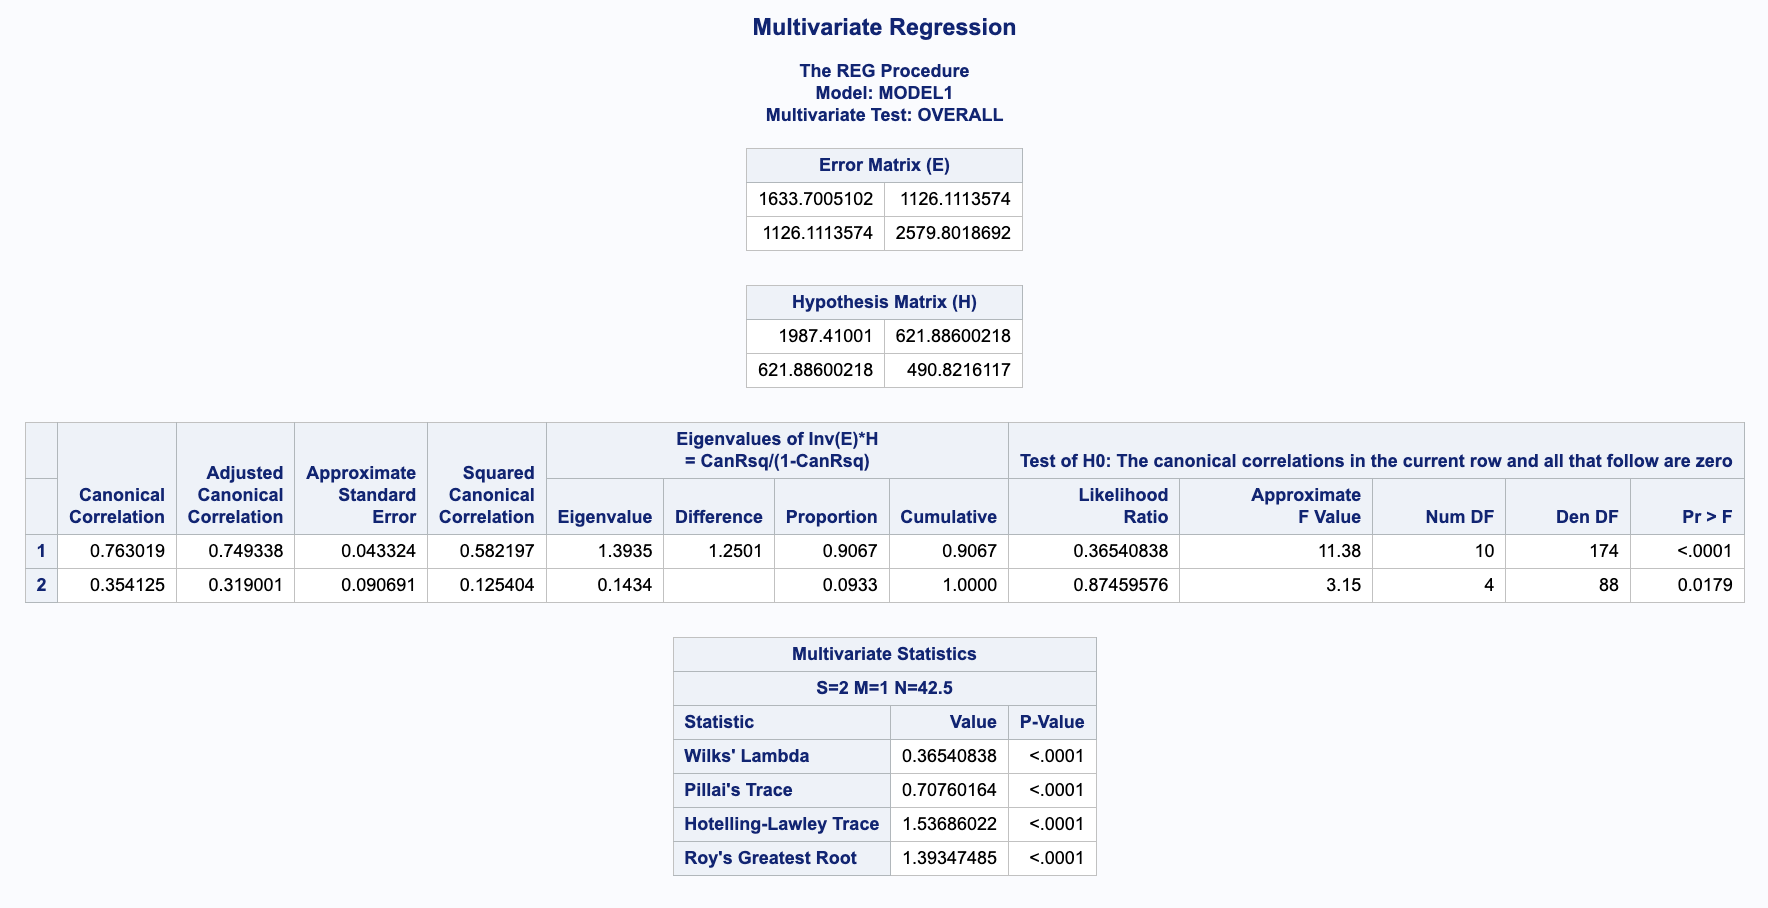 Multivariate Regression
The REG Procedure
Model: MODEL1
Multivariate Test: OVERALL
Error Matrix (E)
1633.7005102 1126.1113574
1126.1113574 2579.8018692
Hypothesis Matrix (H)
1987.41001 621.88600218
621.88600218 490.8216117
Canonical Correlation
Adjusted Canonical Correlation
Approximate Standard Error
Squared Canonical Correlation
Eigenvalues of Inv(E)*H
= CanRsq/(1-CanRsq)
Test of H0: The canonical correlations in the current row and all that follow are zero
Eigenvalue Difference Proportion Cumulative
Likelihood Ratio
Approximate F Value
Num DF Den DF Pr > F
1 0.763019 0.749338 0.043324 0.582197 1.3935 1.2501 0.9067 0.9067 0.36540838 11.38 10 174 <.0001
2 0.354125 0.319001 0.090691 0.125404 0.1434 0.0933 1.0000 0.87459576 3.15 4 88 0.0179
Multivariate Statistics
S=2 M=1 N=42.5
Statistic Value P-Value
Wilks' Lambda 0.36540838 <.0001
Pillai's Trace 0.70760164 <.0001
Hotelling-Lawley Trace 1.53686022 <.0001
Roy's Greatest Root 1.39347485 <.0001